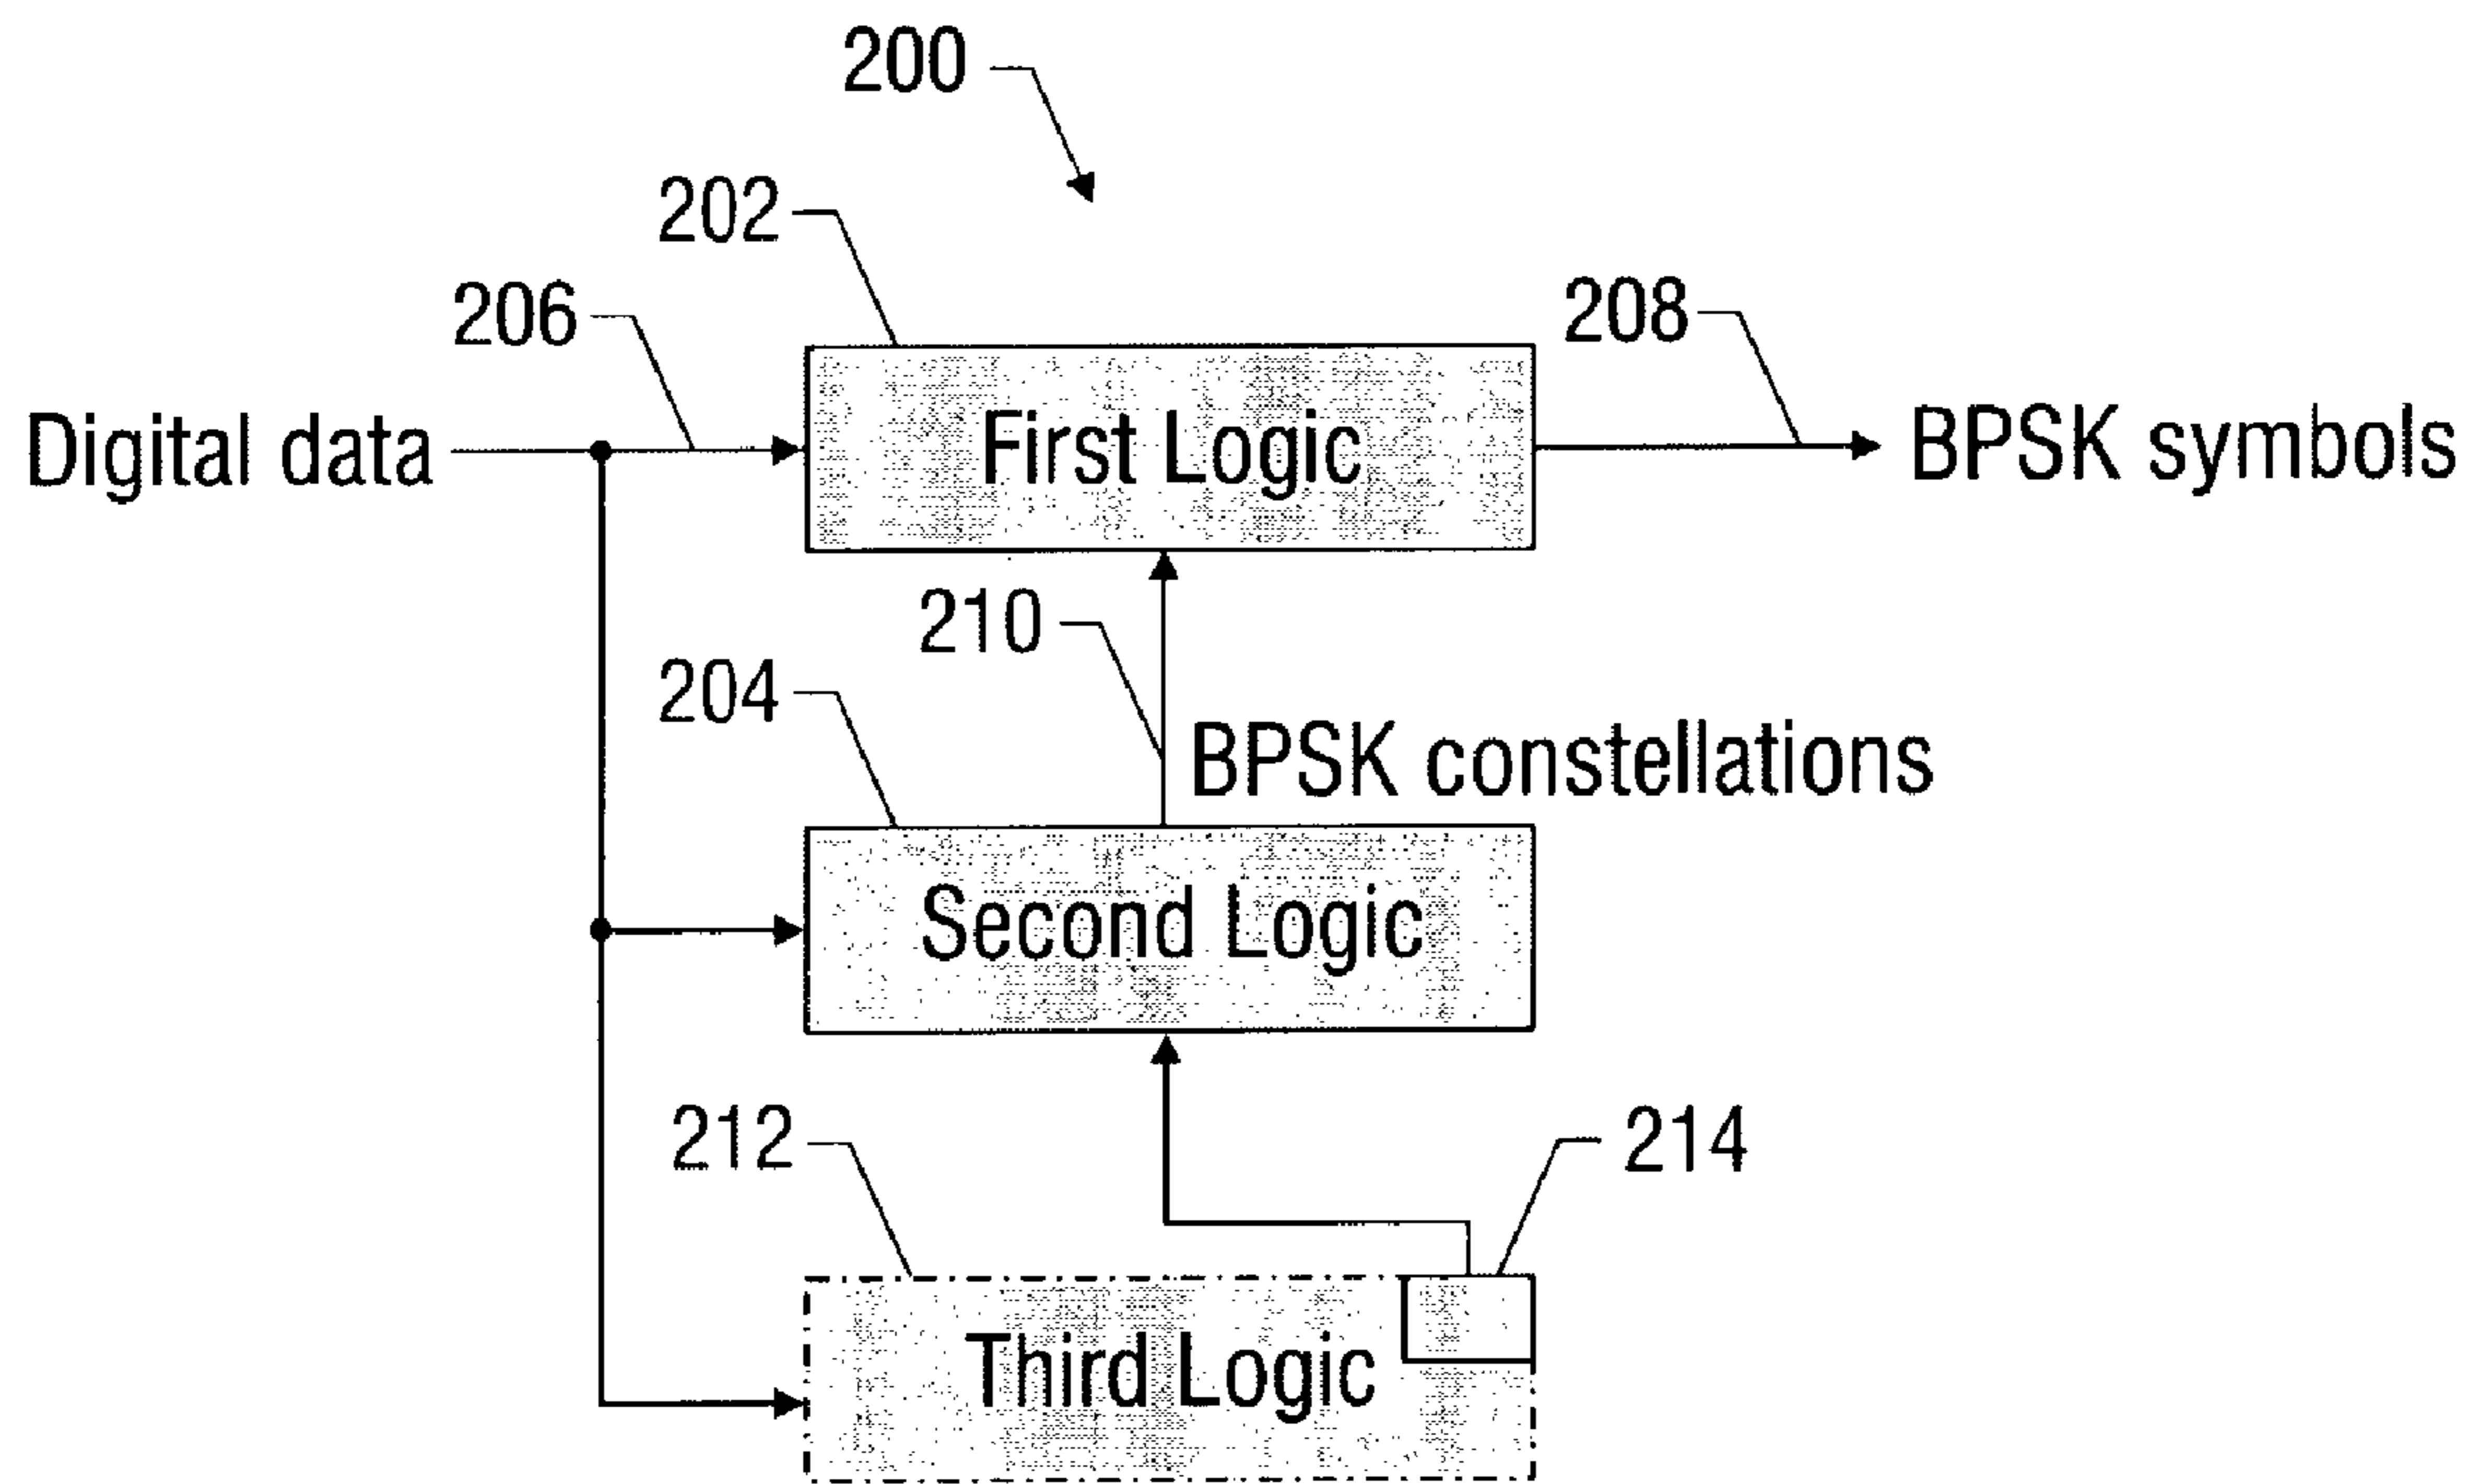 200
202
206
208
Digital data
First Logic
BPSK symbols
210
204
BPSK constellations
Second Logic
212
214
Third Logic